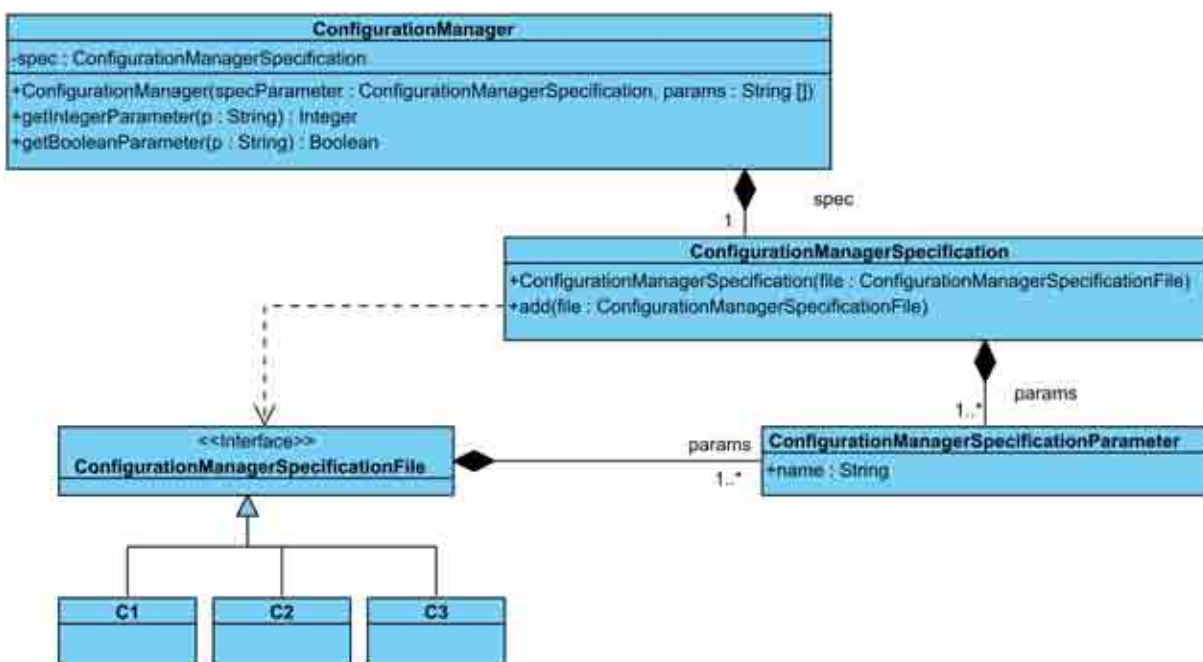 ConfigurationManager
-spec : ConfigurationManagerSpecification
+ConfigurationManager(specParameter : ConfigurationManagerSpecification, params : String [])
+getIntegerParameter(p : String) : Integer
+getBooleanParameter(p : String) : Boolean
spec
1
ConfigurationManagerSpecification
+ConfigurationManagerSpecification(file : ConfigurationManagerSpecificationFile)
+add(file : ConfigurationManagerSpecificationFile)
params
1..*
<<Interface>>
ConfigurationManagerSpecificationFile
params
1..*
ConfigurationManagerSpecificationParameter
+name : String
C1
C2
C3